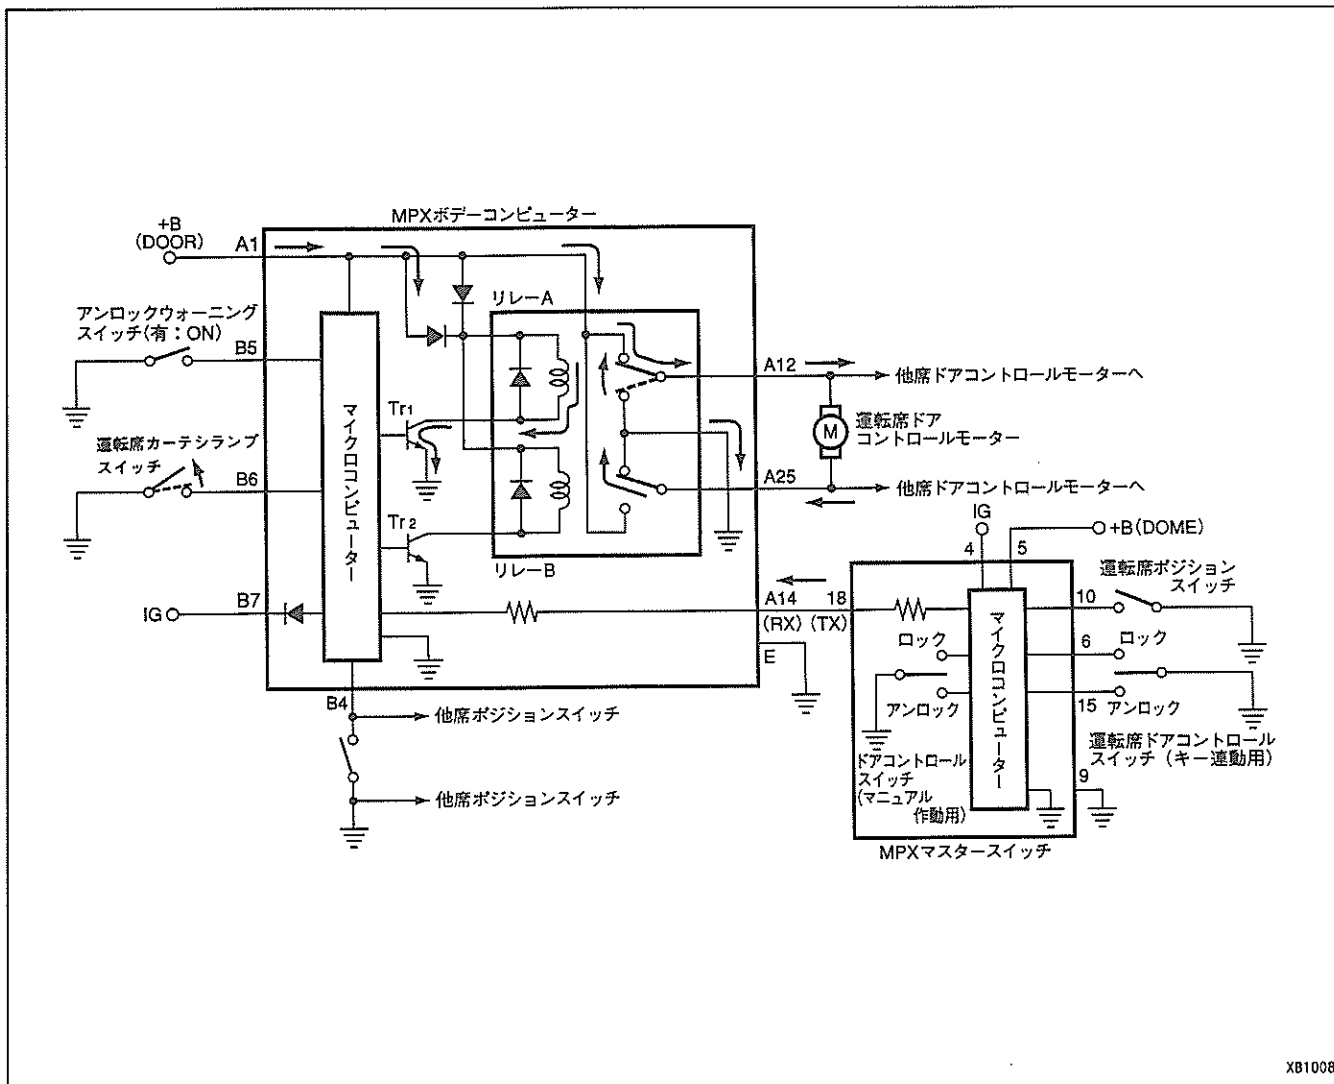 MPXボデーコンピューター
+B
(DOOR)
A1
アンロックウォーニング
スイッチ(有:ON)
B5
運転席カーテシランプ
スイッチ
B6
IG
B7
マイクロコンピューター
リレーA
Tr1
Tr2
リレーB
A12
他席ドアコントロールモーターへ
M
運転席ドア
コントロールモーター
A25
他席ドアコントロールモーターへ
IG
4
5
+B(DOME)
A14
18
(RX)
(TX)
E
B4
他席ポジションスイッチ
他席ポジションスイッチ
運転席ポジション
スイッチ
10
ロック
6
ロック
マイクロコンピューター
アンロック
15
アンロック
ドアコントロール
スイッチ
(マニュアル
作動用)
運転席ドアコントロール
スイッチ(キー連動用)
9
MPXマスタースイッチ
XB1008